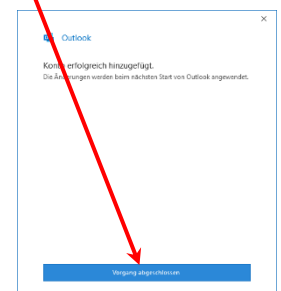 Outlook
Konto erfolgreich hinzugefügt.
Die Änderungen werden beim nächsten Start von Outlook angewendet.
Vorgang abgeschlossen